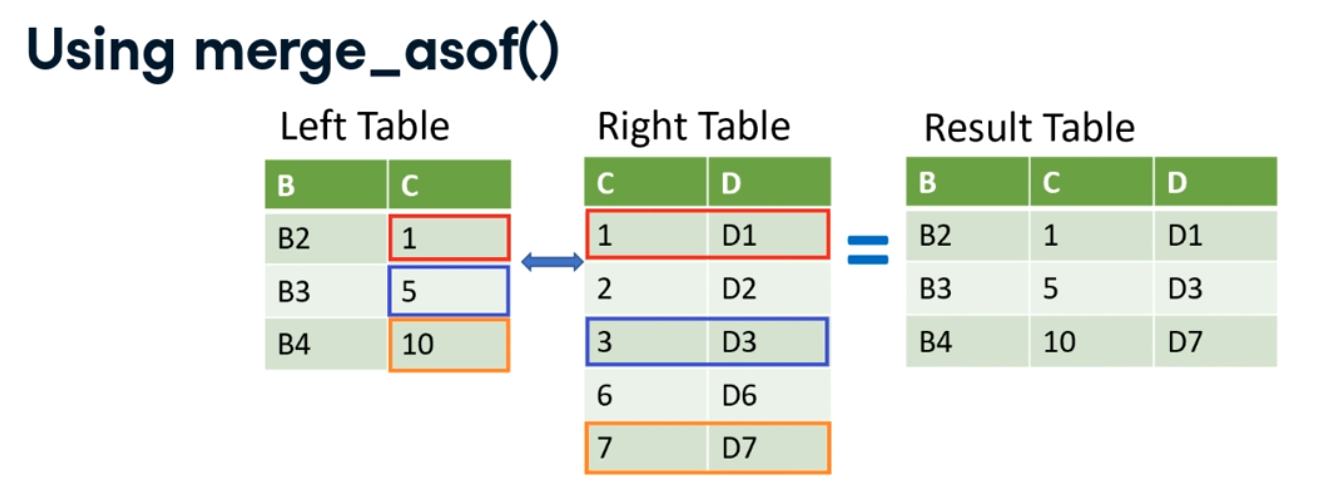 Using merge_asof()
Left Table
B C
B2 1
B3 5
B4 10
Right Table
C D
1 D1
2 D2
3 D3
6 D6
7 D7
=
Result Table
B C D
B2 1 D1
B3 5 D3
B4 10 D7